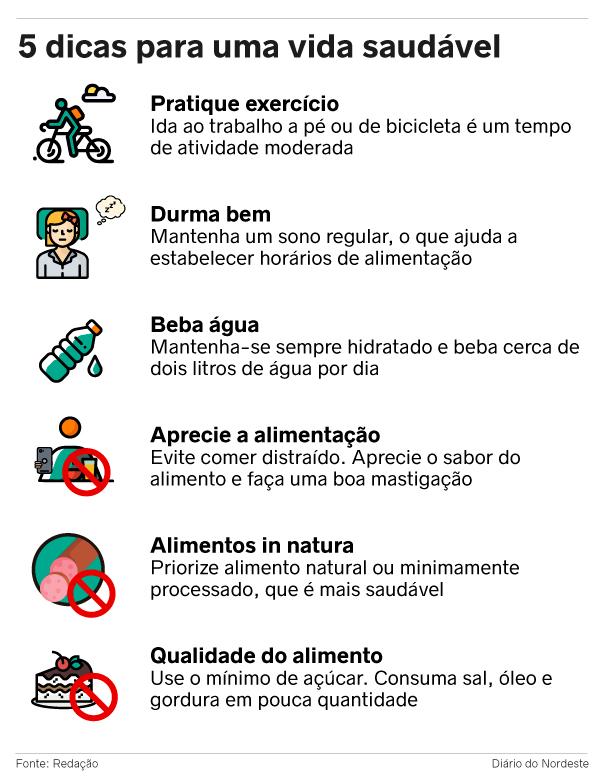 5 dicas para uma vida saudável
Pratique exercício
Ida ao trabalho a pé ou de bicicleta é um tempo
de atividade moderada
zzz
Durma bem
Mantenha um sono regular, o que ajuda a
estabelecer horários de alimentação
Beba água
Mantenha-se sempre hidratado e beba cerca de
dois litros de água por dia
Aprecie a alimentação
Evite comer distraído. Aprecie o sabor do
alimento e faça uma boa mastigação
Alimentos in natura
Priorize alimento natural ou minimamente
processado, que é mais saudável
Qualidade do alimento
Use o mínimo de açúcar. Consuma sal, óleo e
gordura em pouca quantidade
Fonte: Redação
Diário do Nordeste